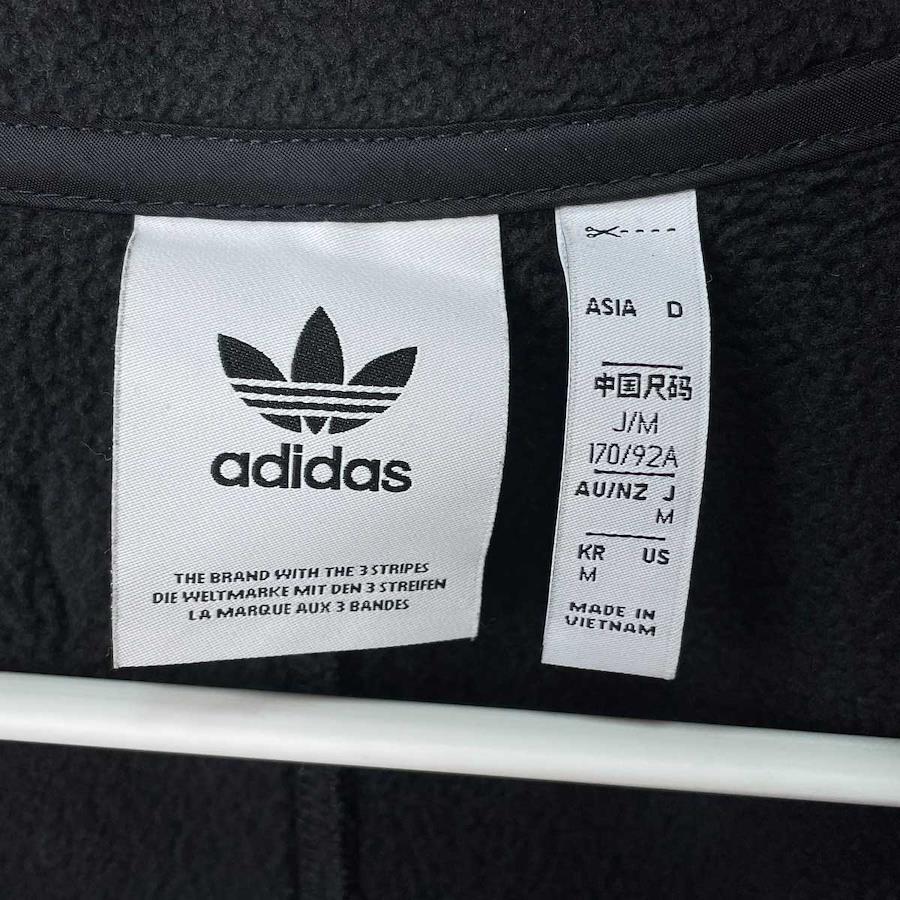 adidas
THE BRAND WITH THE 3 STRIPES
DIE WELTMARKE MIT DEN 3 STREIFEN
LA MARQUE AUX 3 BANDES
ASIA D
中国尺码
J/M
170/92A
AU/NZ J
M
KR US
M
MADE IN
VIETNAM